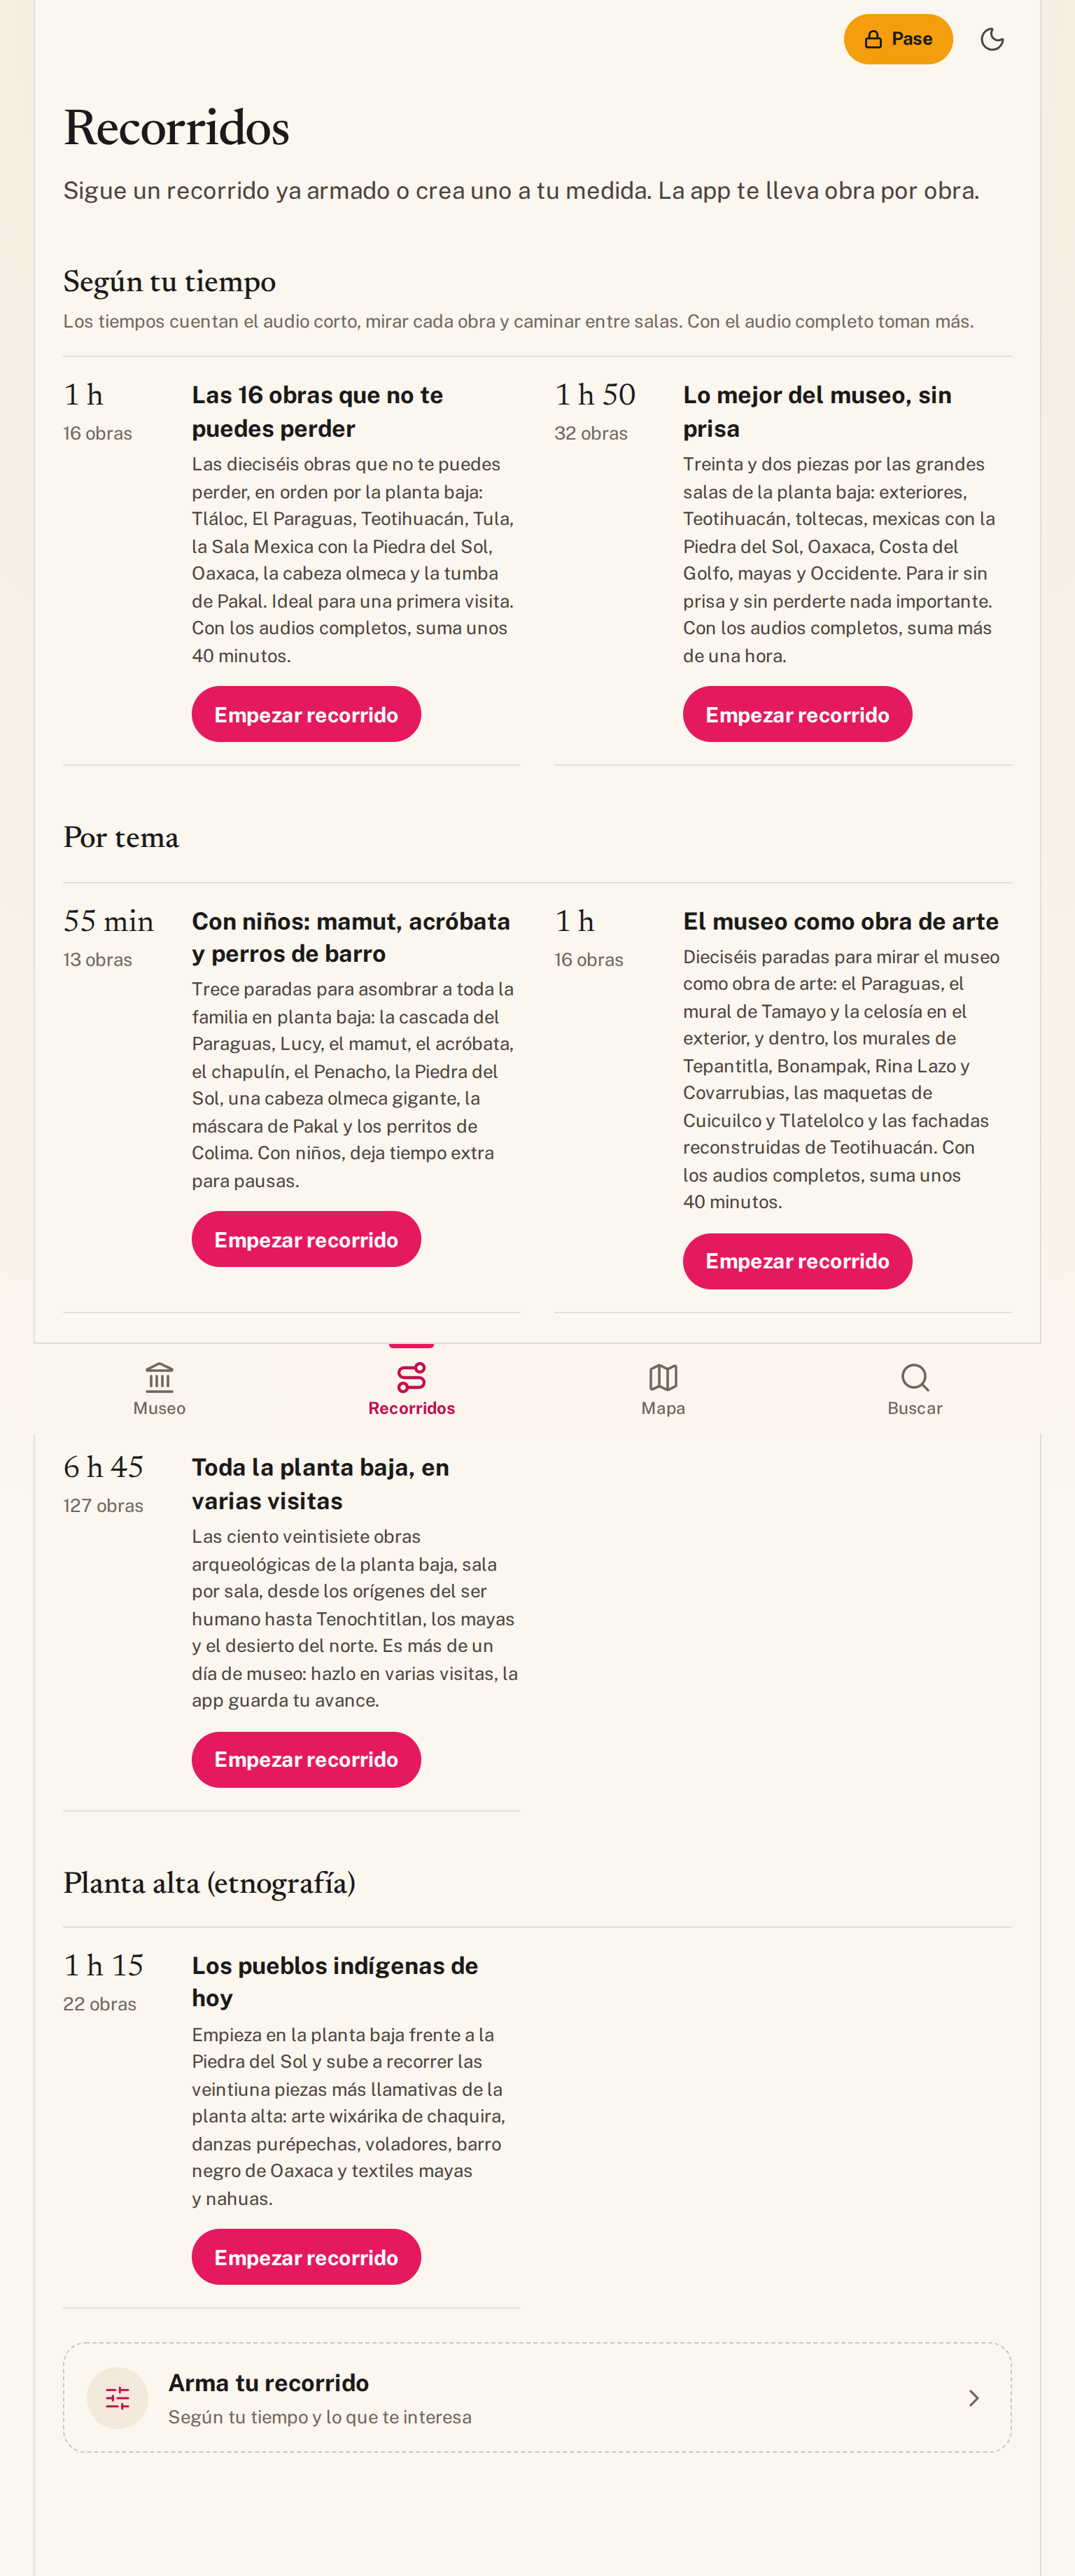 Pase
Recorridos
Sigue un recorrido ya armado o crea uno a tu medida. La app te lleva obra por obra.
Según tu tiempo
Los tiempos cuentan el audio corto, mirar cada obra y caminar entre salas. Con el audio completo toman más.
1 h
16 obras
Las 16 obras que no te
puedes perder
Las dieciséis obras que no te puedes
perder, en orden por la planta baja:
Tláloc, El Paraguas, Teotihuacán, Tula,
la Sala Mexica con la Piedra del Sol,
Oaxaca, la cabeza olmeca y la tumba
de Pakal. Ideal para una primera visita.
Con los audios completos, suma unos
40 minutos.
Empezar recorrido
1 h 50
32 obras
Lo mejor del museo, sin
prisa
Treinta y dos piezas por las grandes
salas de la planta baja: exteriores,
Teotihuacán, toltecas, mexicas con la
Piedra del Sol, Oaxaca, Costa del
Golfo, mayas y Occidente. Para ir sin
prisa y sin perderte nada importante.
Con los audios completos, suma más
de una hora.
Empezar recorrido
Por tema
55 min
13 obras
Con niños: mamut, acróbata
y perros de barro
Trece paradas para asombrar a toda la
familia en planta baja: la cascada del
Paraguas, Lucy, el mamut, el acróbata,
el chapulín, el Penacho, la Piedra del
Sol, una cabeza olmeca gigante, la
máscara de Pakal y los perritos de
Colima. Con niños, deja tiempo extra
para pausas.
Empezar recorrido
1 h
16 obras
El museo como obra de arte
Dieciséis paradas para mirar el museo
como obra de arte: el Paraguas, el
mural de Tamayo y la celosía en el
exterior, y dentro, los murales de
Tepantitla, Bonampak, Rina Lazo y
Covarrubias, las maquetas de
Cuicuilco y Tlatelolco y las fachadas
reconstruidas de Teotihuacán. Con
los audios completos, suma unos
40 minutos.
Empezar recorrido
Museo
Recorridos
Mapa
Buscar
6 h 45
127 obras
Toda la planta baja, en
varias visitas
Las ciento veintisiete obras
arqueológicas de la planta baja, sala
por sala, desde los orígenes del ser
humano hasta Tenochtitlan, los mayas
y el desierto del norte. Es más de un
día de museo: hazlo en varias visitas, la
app guarda tu avance.
Empezar recorrido
Planta alta (etnografía)
1 h 15
22 obras
Los pueblos indígenas de
hoy
Empieza en la planta baja frente a la
Piedra del Sol y sube a recorrer las
veintiuna piezas más llamativas de la
planta alta: arte wixárika de chaquira,
danzas purépechas, voladores, barro
negro de Oaxaca y textiles mayas
y nahuas.
Empezar recorrido
Arma tu recorrido
Según tu tiempo y lo que te interesa